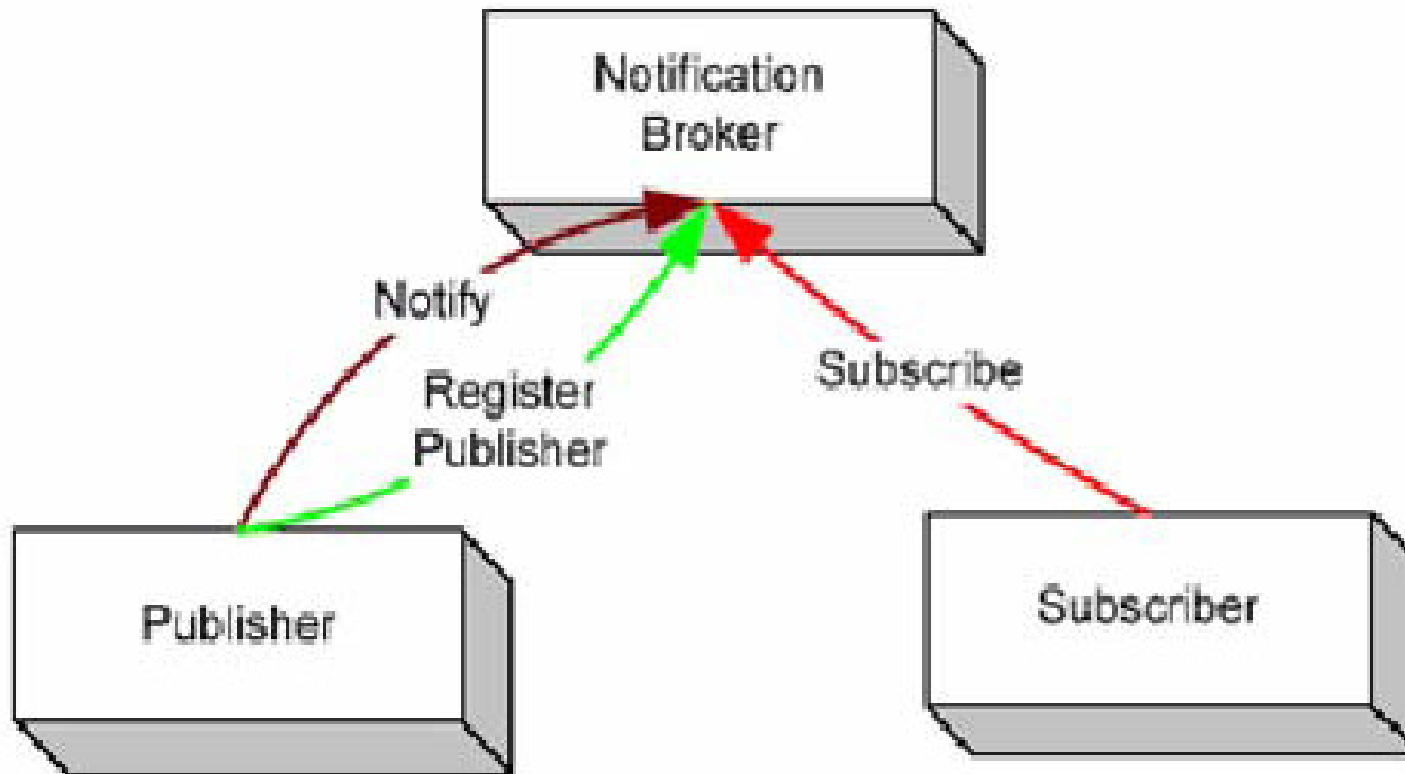 Notification
Broker
Notify
Register
Publisher
Subscribe
Publisher
Subscriber